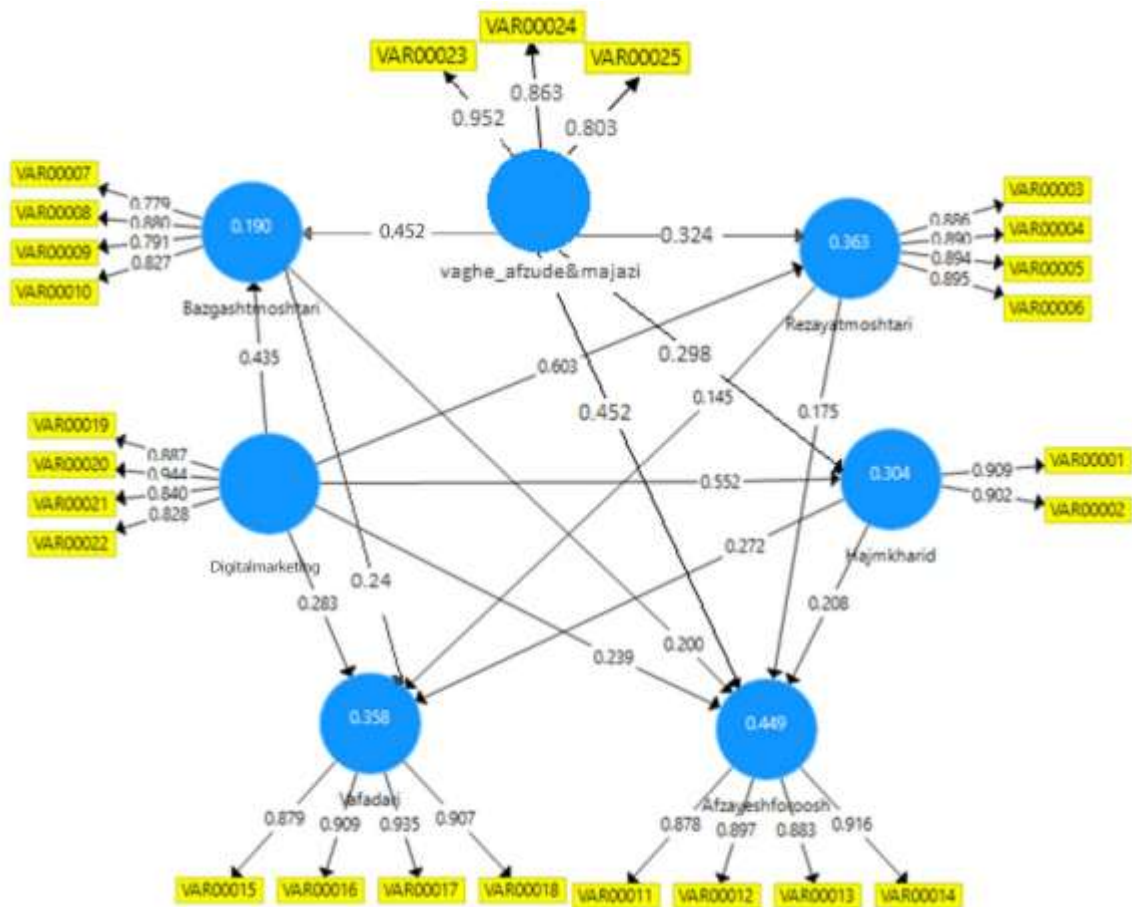 VAR00024
VAR00023
VAR00025
0.863
0.952
0.803
VAR00007
VAR00008
VAR00009
VAR00010
0.779
0.880
0.791
0.827
0.190
Bazgashtmoshtari
0.452
vaghe_afzude&majazi
0.324
0.363
Rezayatmoshtari
0.886
0.890
0.894
0.895
VAR00003
VAR00004
VAR00005
VAR00006
0.435
0.603
0.298
0.145
0.452
0.175
VAR00019
VAR00020
VAR00021
VAR00022
0.887
0.944
0.840
0.828
Digitalmarketing
0.552
0.304
Hajmkharid
0.909
0.902
VAR00001
VAR00002
0.272
0.24
0.283
0.208
0.200
0.239
0.358
Vafadari
0.449
Afzayeshforoosh
0.879
0.909
0.935
0.907
0.878
0.897
0.883
0.916
VAR00015
VAR00016
VAR00017
VAR00018
VAR00011
VAR00012
VAR00013
VAR00014